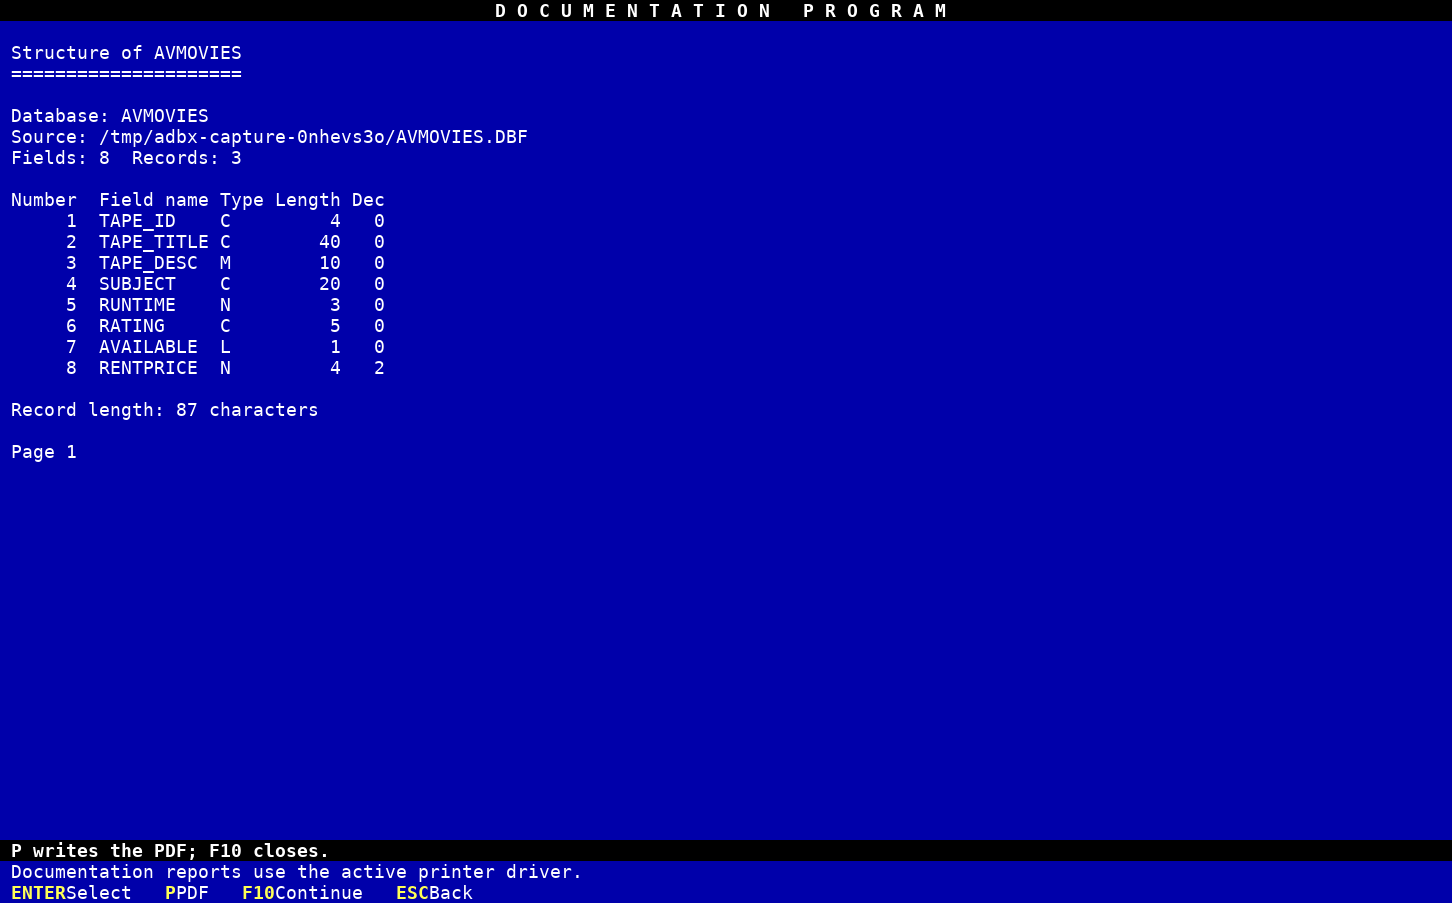 D O C U M E N T A T I O N   P R O G R A M
Structure of AVMOVIES
=====================
Database: AVMOVIES
Source: /tmp/adbx-capture-0nhevs3o/AVMOVIES.DBF
Fields: 8  Records: 3
Number  Field name Type Length Dec
     1  TAPE_ID    C         4   0
     2  TAPE_TITLE C        40   0
     3  TAPE_DESC  M        10   0
     4  SUBJECT    C        20   0
     5  RUNTIME    N         3   0
     6  RATING     C         5   0
     7  AVAILABLE  L         1   0
     8  RENTPRICE  N         4   2
Record length: 87 characters
Page 1
P writes the PDF; F10 closes.
Documentation reports use the active printer driver.
ENTERSelect   PPDF   F10Continue   ESCBack